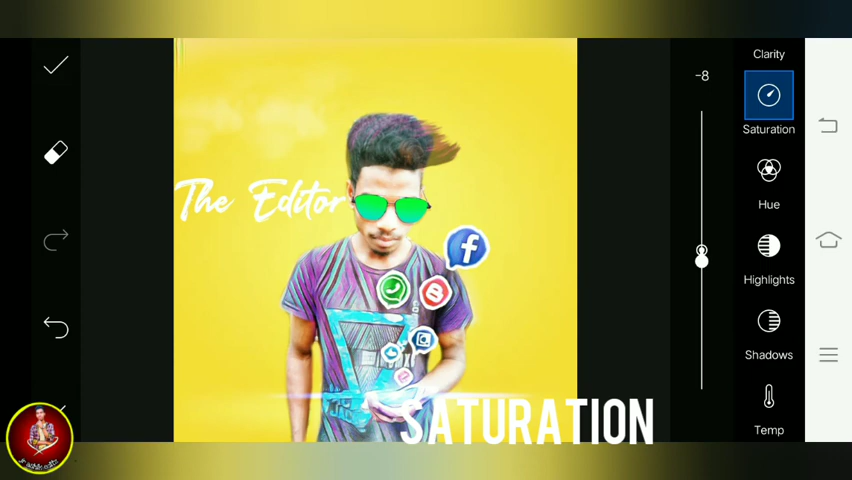 Clarity
-8
Saturation
Hue
Highlights
Shadows
Temp
The Editor
SATURATION